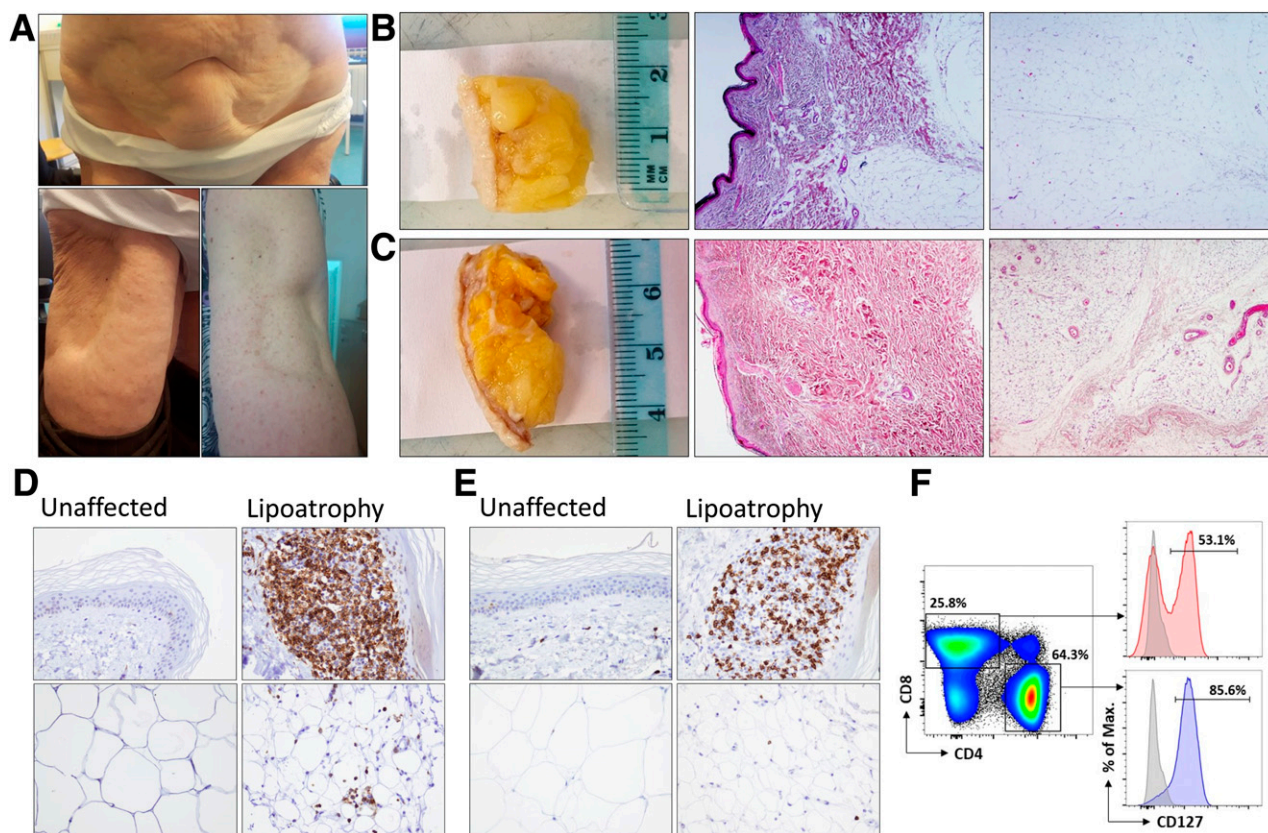 A
B
3
2
1
MM
CM
C
6
5
4
D
Unaffected
Lipoatrophy
E
Unaffected
Lipoatrophy
F
25.8%
64.3%
CD8
CD4
53.1%
85.6%
% of Max.
CD127